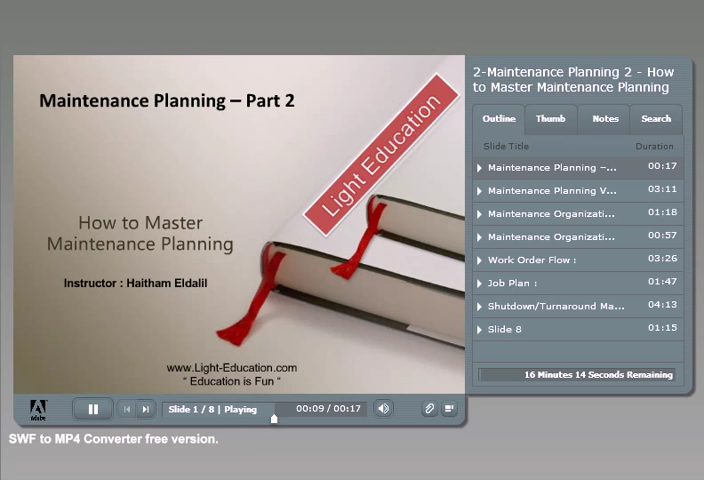 Maintenance Planning – Part 2
Light Education
How to Master
Maintenance Planning
Instructor : Haitham Eldalil
www.Light-Education.com
" Education is Fun "
2-Maintenance Planning 2 - How
to Master Maintenance Planning
Outline Thumb Notes Search
Slide Title Duration
Maintenance Planning –... 00:17
Maintenance Planning V... 03:11
Maintenance Organizati... 01:18
Maintenance Organizati... 00:57
Work Order Flow : 03:26
Job Plan : 01:47
Shutdown/Turnaround Ma... 04:13
Slide 8 01:15
16 Minutes 14 Seconds Remaining
Adobe
Slide 1 / 8 | Playing 00:09 / 00:17
SWF to MP4 Converter free version.